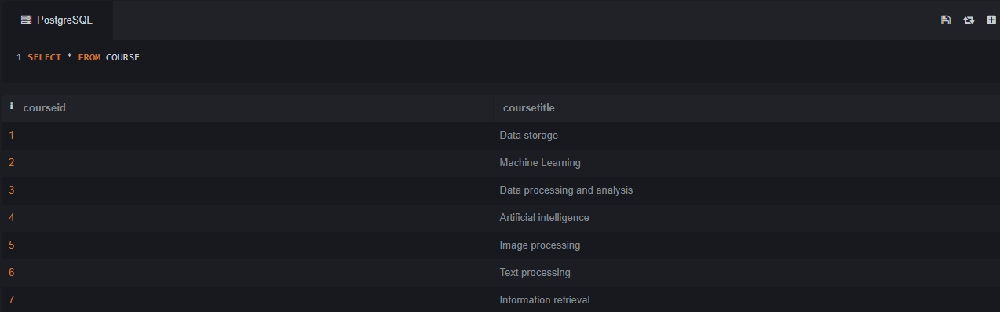 PostgreSQL
1 SELECT * FROM COURSE
courseid coursetitle
1 Data storage
2 Machine Learning
3 Data processing and analysis
4 Artificial intelligence
5 Image processing
6 Text processing
7 Information retrieval